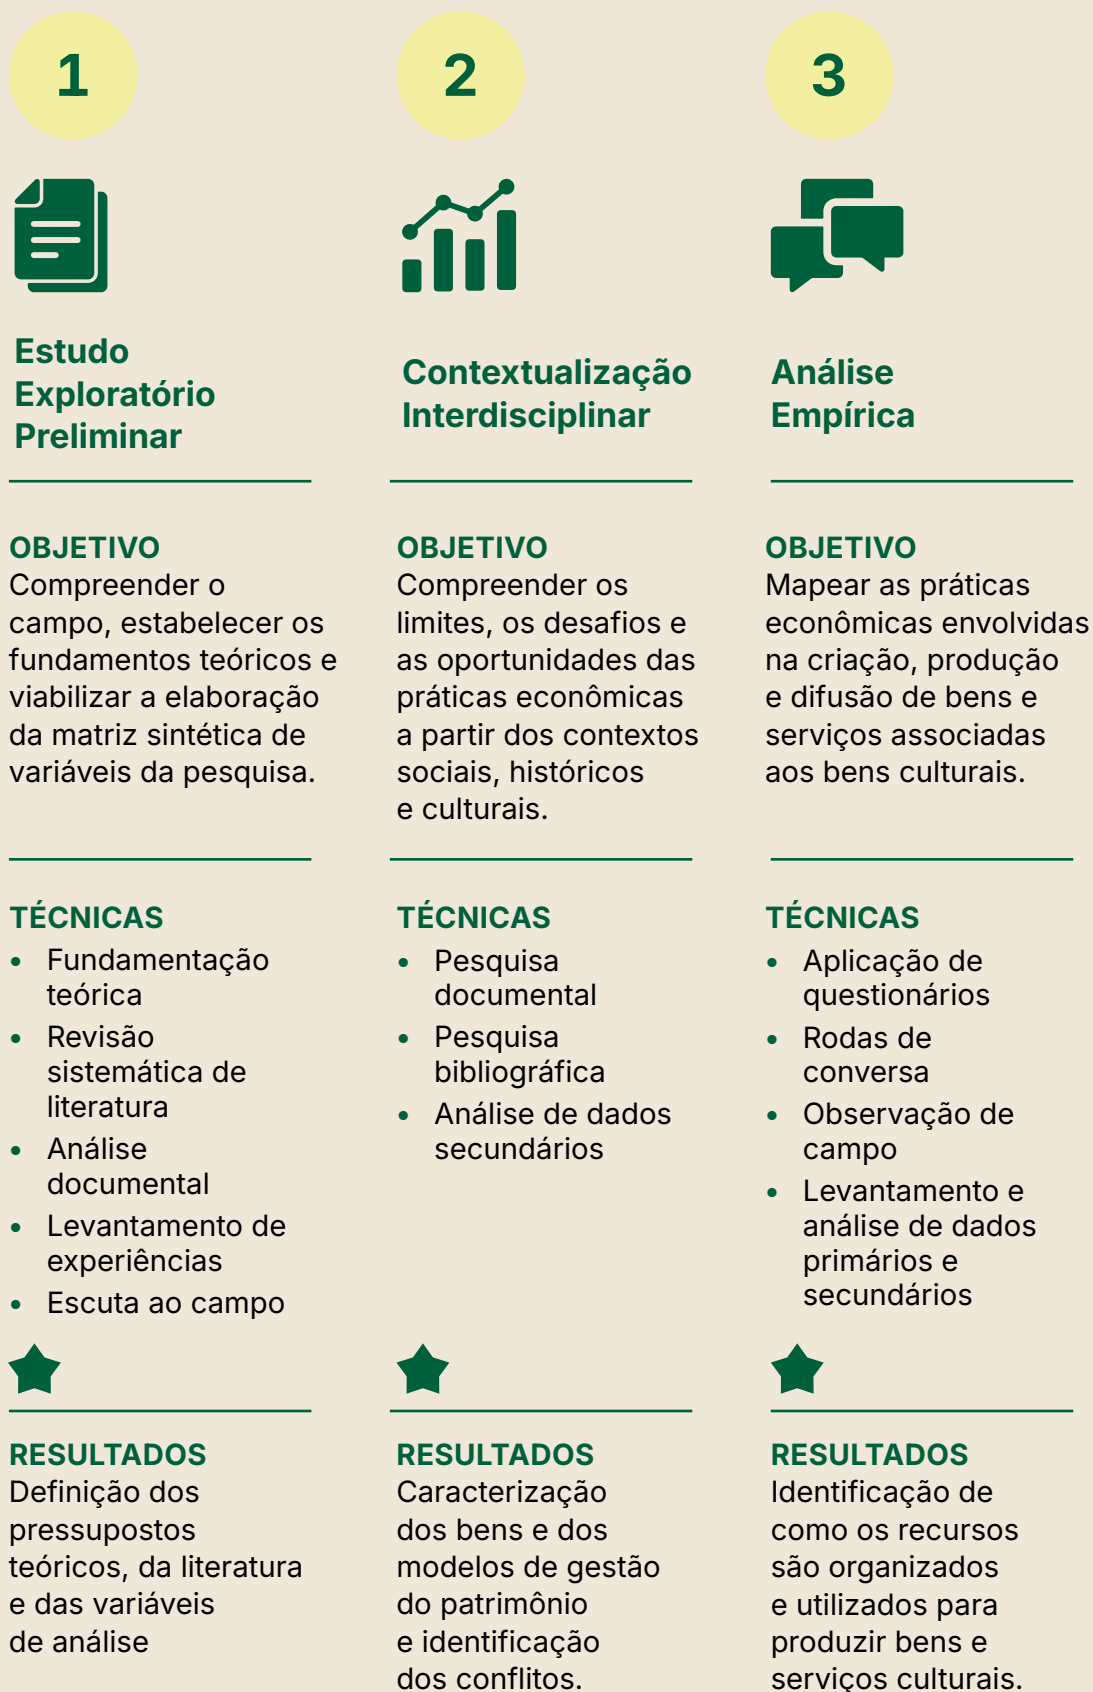 1
Estudo
Exploratório
Preliminar
OBJETIVO
Compreender o
campo, estabelecer os
fundamentos teóricos e
viabilizar a elaboração
da matriz sintética de
variáveis da pesquisa.
TÉCNICAS
• Fundamentação
teórica
• Revisão
sistemática de
literatura
• Análise
documental
• Levantamento de
experiências
• Escuta ao campo
RESULTADOS
Definição dos
pressupostos
teóricos, da literatura
e das variáveis
de análise
2
Contextualização
Interdisciplinar
OBJETIVO
Compreender os
limites, os desafios e
as oportunidades das
práticas econômicas
a partir dos contextos
sociais, históricos
e culturais.
TÉCNICAS
• Pesquisa
documental
• Pesquisa
bibliográfica
• Análise de dados
secundários
RESULTADOS
Caracterização
dos bens e dos
modelos de gestão
do patrimônio
e identificação
dos conflitos.
3
Análise
Empírica
OBJETIVO
Mapear as práticas
econômicas envolvidas
na criação, produção
e difusão de bens e
serviços associadas
aos bens culturais.
TÉCNICAS
• Aplicação de
questionários
• Rodas de
conversa
• Observação de
campo
• Levantamento e
análise de dados
primários e
secundários
RESULTADOS
Identificação de
como os recursos
são organizados
e utilizados para
produzir bens e
serviços culturais.